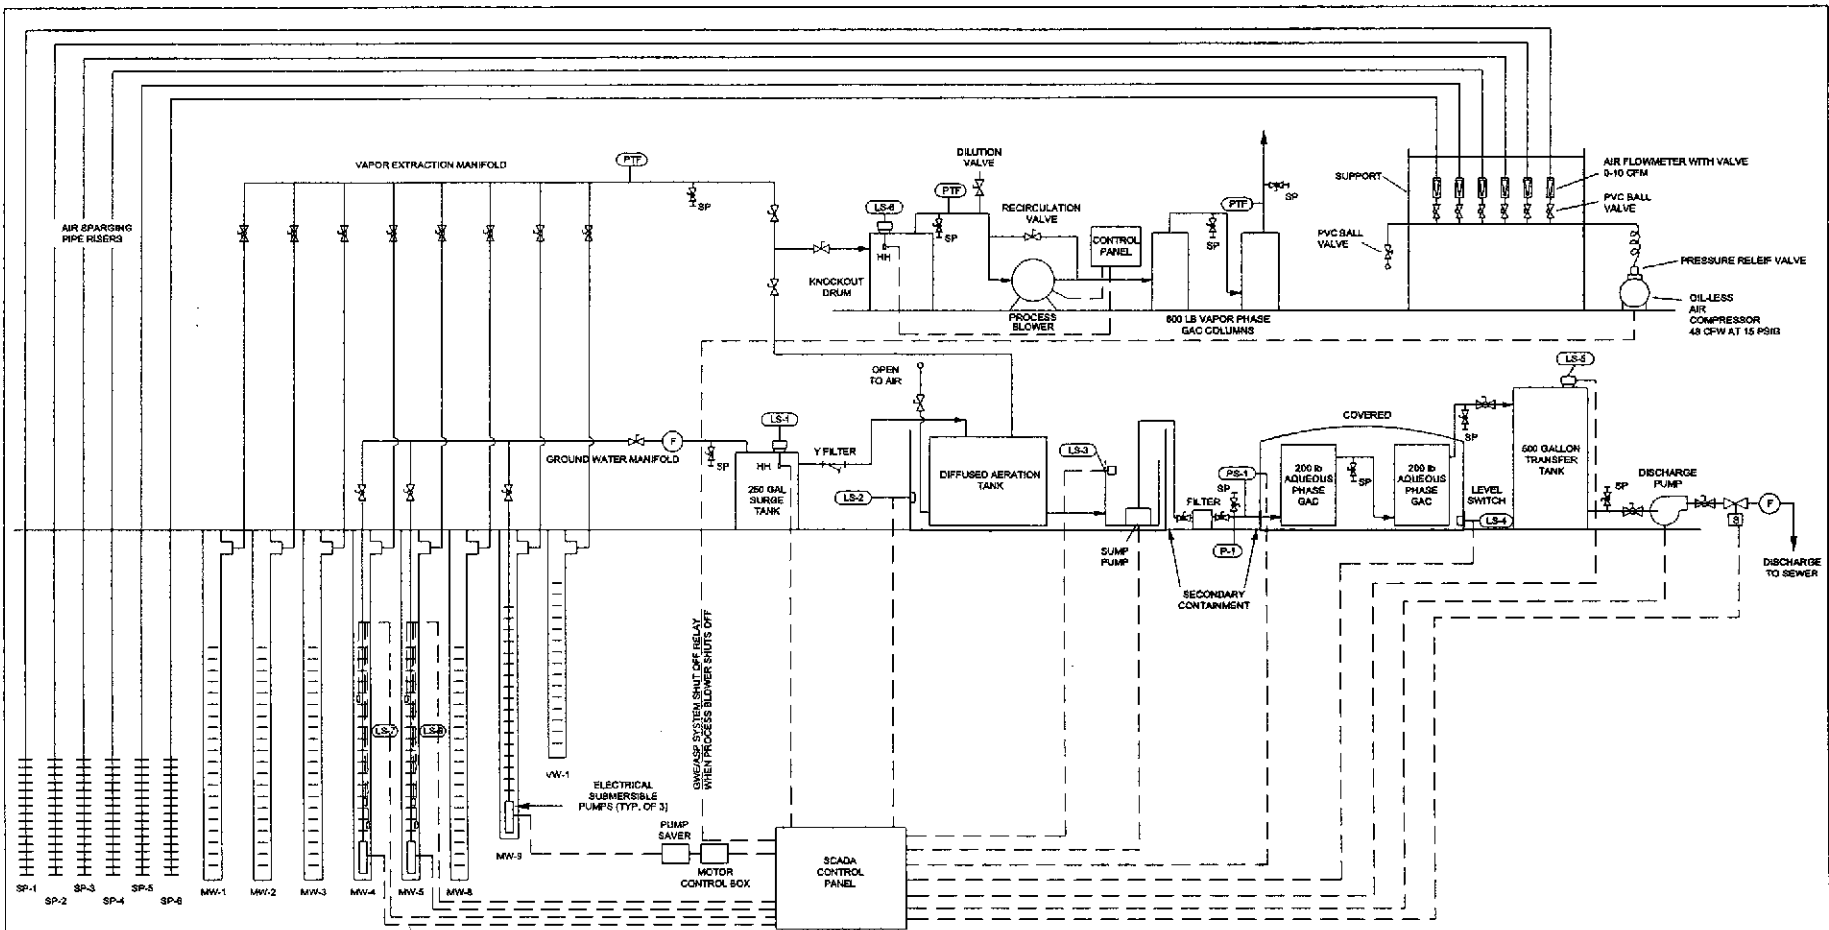 VAPOR EXTRACTION MANIFOLD
PTF
SP
AIR SPARGING
PIPE RISERS
DILUTION
VALVE
LS-6
PTF
SP
HH
RECIRCULATION
VALVE
CONTROL
PANEL
KNOCKOUT
DRUM
PROCESS
BLOWER
SP
PTF
SP
600 LB VAPOR PHASE
GAC COLUMNS
SUPPORT
AIR FLOWMETER WITH VALVE
0-10 CFM
PVC BALL
VALVE
PVC BALL
VALVE
PRESSURE RELEIF VALVE
OIL-LESS
AIR
COMPRESSOR
48 CFW AT 15 PSIG
OPEN
TO AIR
LS-1
F
GROUND WATER MANIFOLD
SP
HH
250 GAL
SURGE
TANK
Y FILTER
LS-2
DIFFUSED AERATION
TANK
LS-3
SUMP
PUMP
COVERED
PS-1
SP
FILTER
P-1
200 lb
AQUEOUS
PHASE
GAC
SP
200 lb
AQUEOUS
PHASE
GAC
SP
LEVEL
SWITCH
LS-4
LS-5
500 GALLON
TRANSFER
TANK
SP
DISCHARGE
PUMP
F
S
DISCHARGE
TO SEWER
SECONDARY
CONTAINMENT
GWE/ASP SYSTEM SHUT OFF RELAY
WHEN PROCESS BLOWER SHUTS OFF
LS-7
LS-8
VW-1
ELECTRICAL
SUBMERSIBLE
PUMPS (TYP. OF 3)
PUMP
SAVER
MOTOR
CONTROL BOX
SCADA
CONTROL
PANEL
MW-9
SP-1
SP-2
SP-3
SP-4
SP-5
SP-6
MW-1
MW-2
MW-3
MW-4
MW-5
MW-8